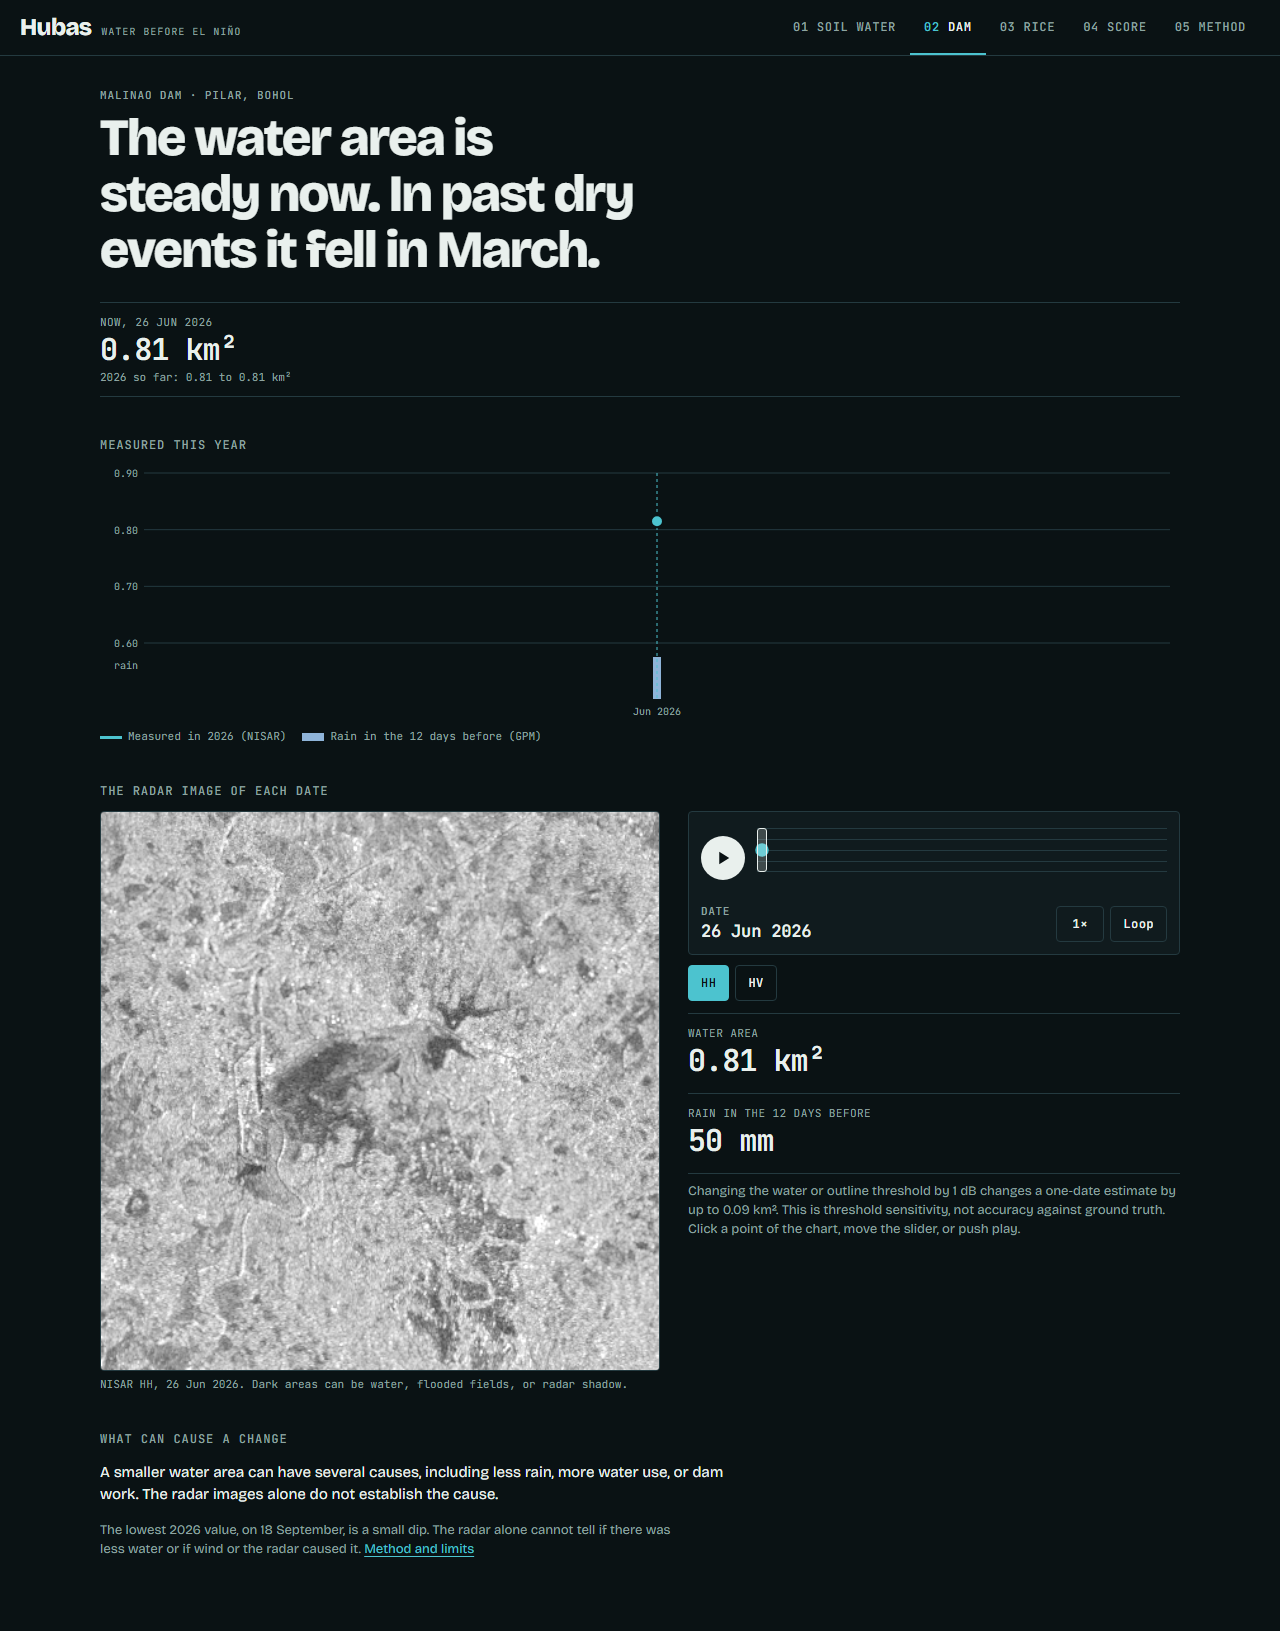 Hubas WATER BEFORE EL NIÑO
01 SOIL WATER
02 DAM
03 RICE
04 SCORE
05 METHOD
MALINAO DAM · PILAR, BOHOL
The water area is
steady now. In past dry
events it fell in March.
NOW, 26 JUN 2026
0.81 km²
2026 so far: 0.81 to 0.81 km²
MEASURED THIS YEAR
0.90
0.80
0.70
0.60
rain
Jun 2026
Measured in 2026 (NISAR)
Rain in the 12 days before (GPM)
THE RADAR IMAGE OF EACH DATE
DATE
26 Jun 2026
1×
Loop
HH
HV
WATER AREA
0.81 km²
RAIN IN THE 12 DAYS BEFORE
50 mm
Changing the water or outline threshold by 1 dB changes a one-date estimate by
up to 0.09 km². This is threshold sensitivity, not accuracy against ground truth.
Click a point of the chart, move the slider, or push play.
NISAR HH, 26 Jun 2026. Dark areas can be water, flooded fields, or radar shadow.
WHAT CAN CAUSE A CHANGE
A smaller water area can have several causes, including less rain, more water use, or dam
work. The radar images alone do not establish the cause.
The lowest 2026 value, on 18 September, is a small dip. The radar alone cannot tell if there was
less water or if wind or the radar caused it. Method and limits